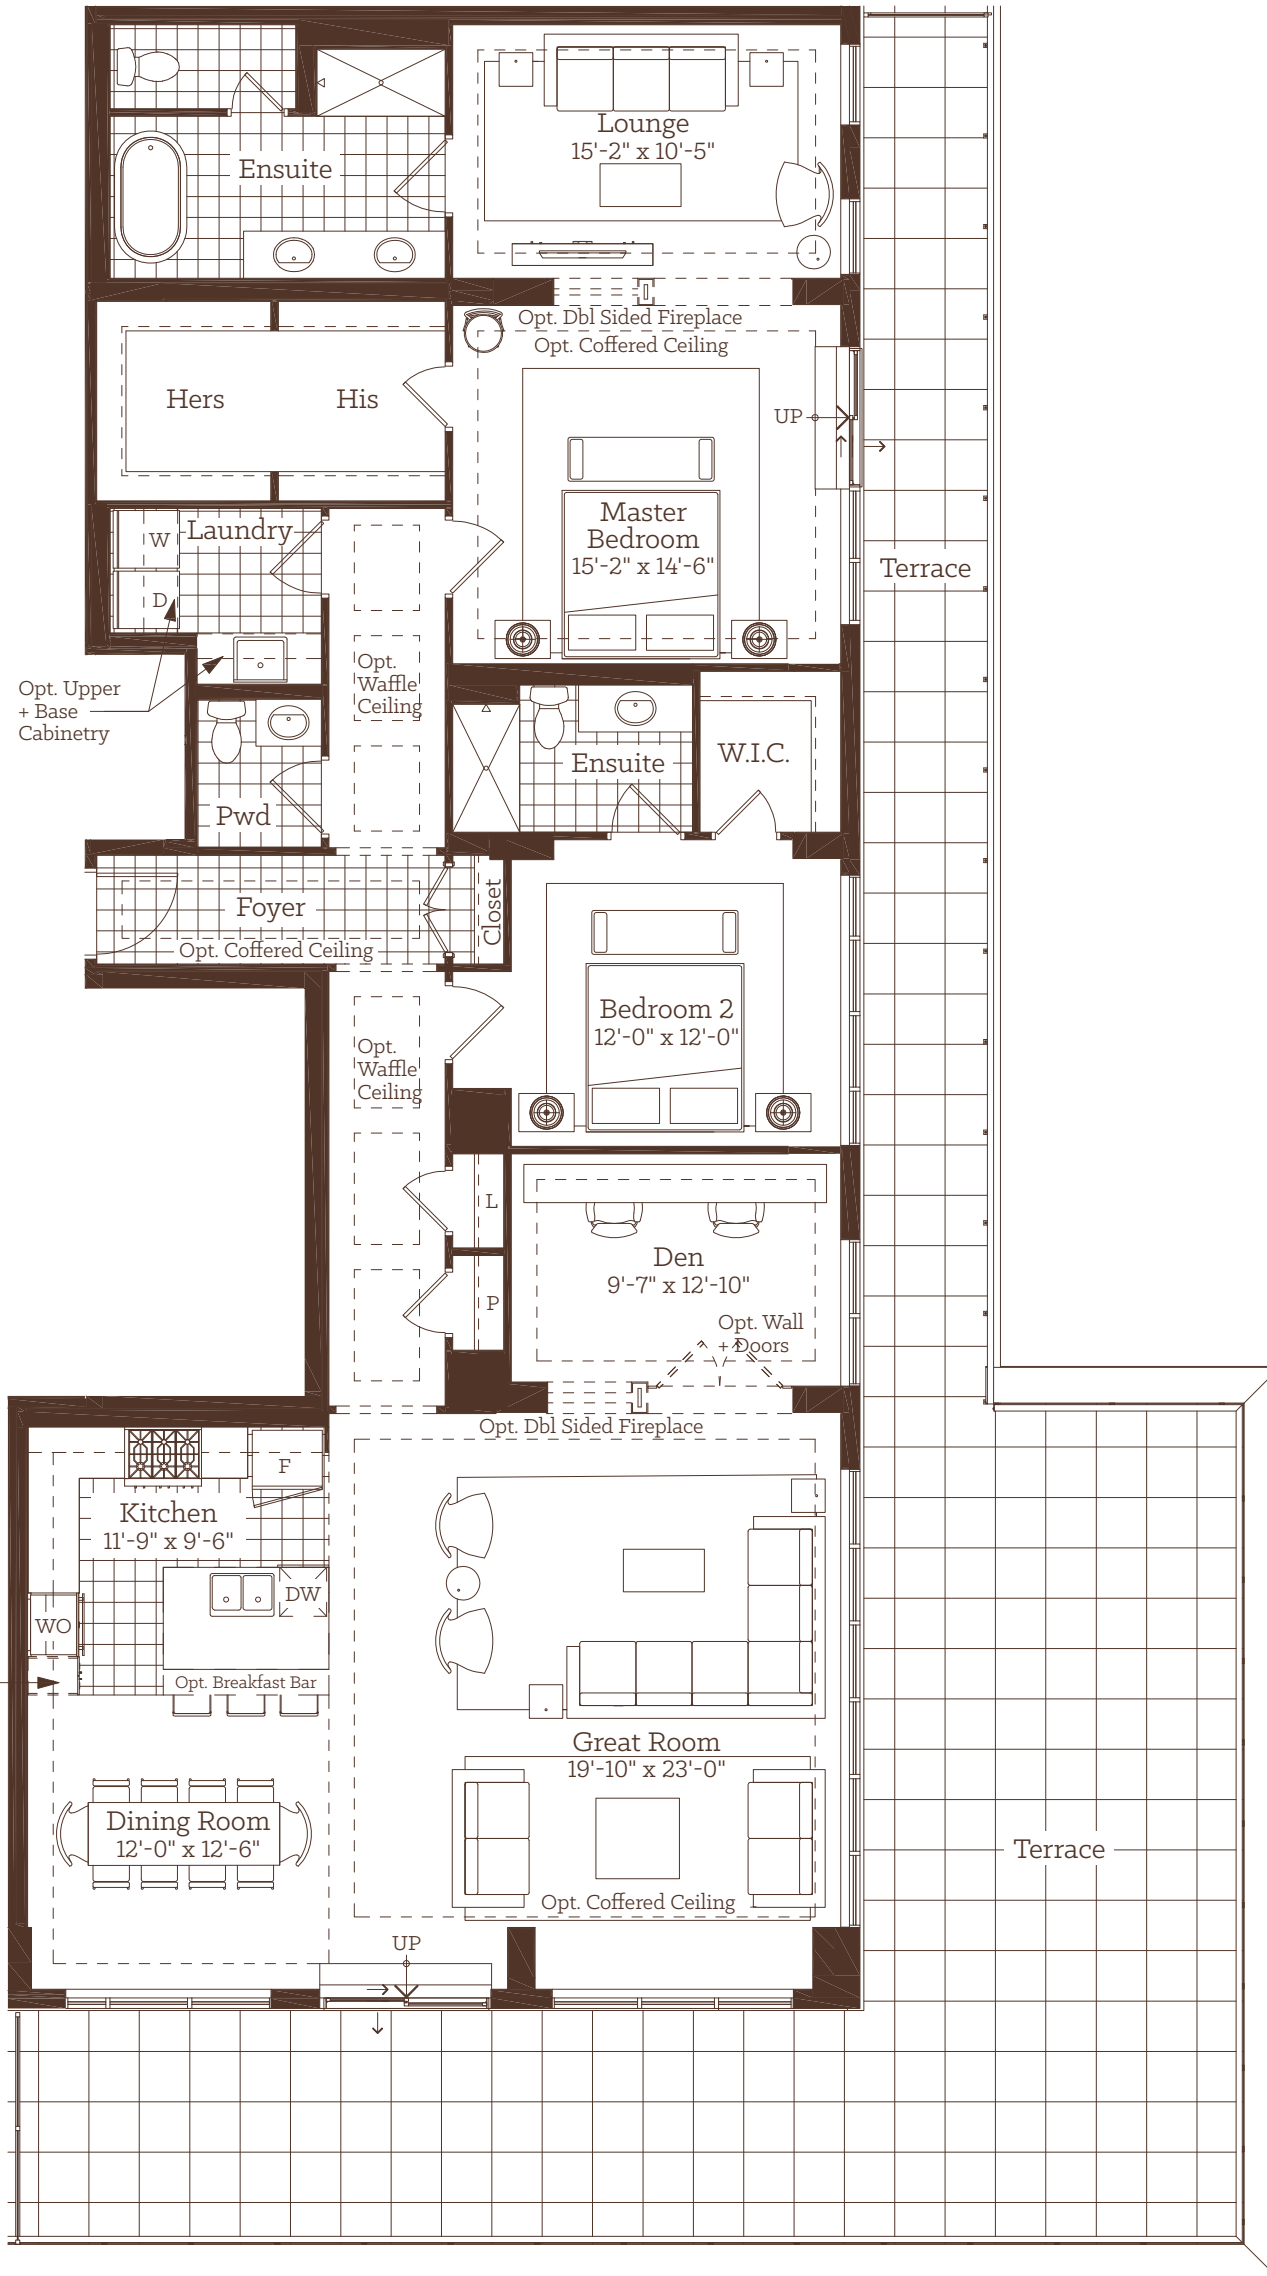 Lounge
15'-2" x 10'-5"
Ensuite
Opt. Dbl Sided Fireplace
Opt. Coffered Ceiling
Hers
His
UP
Master
Bedroom
15'-2" x 14'-6"
Terrace
Laundry
W
D
Opt. Upper
+ Base
Cabinetry
Opt.
Waffle
Ceiling
Ensuite
W.I.C.
Pwd
Foyer
Opt. Coffered Ceiling
Closet
Bedroom 2
12'-0" x 12'-0"
Opt.
Waffle
Ceiling
L
P
Den
9'-7" x 12'-10"
Opt. Wall
+ Doors
Opt. Dbl Sided Fireplace
F
Kitchen
11'-9" x 9'-6"
DW
WO
Opt. Breakfast Bar
Great Room
19'-10" x 23'-0"
Dining Room
12'-0" x 12'-6"
Opt. Coffered Ceiling
Terrace
UP